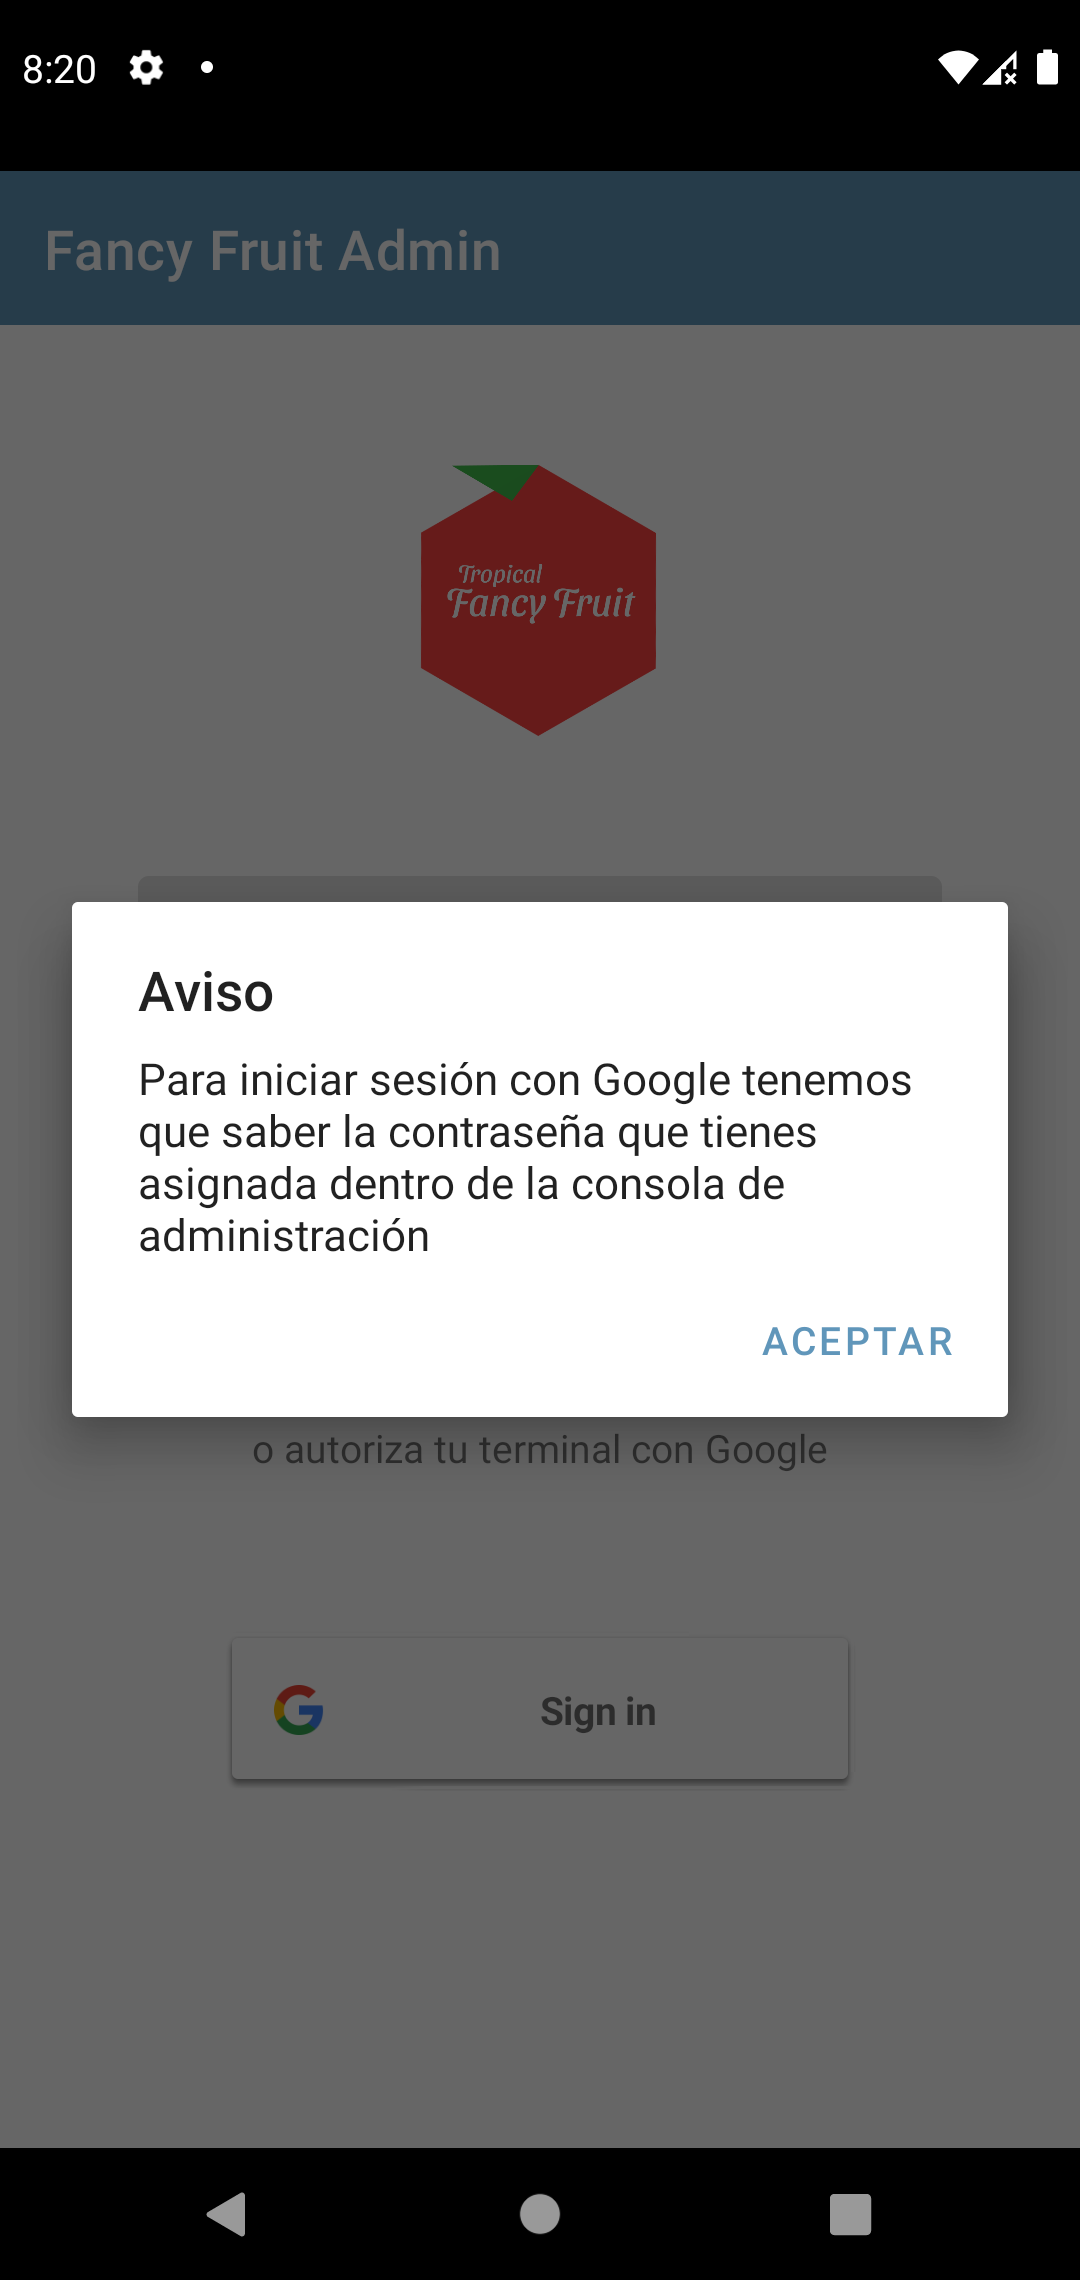 8:20
Fancy Fruit Admin
Tropical
Fancy Fruit
Aviso
Para iniciar sesión con Google tenemos
que saber la contraseña que tienes
asignada dentro de la consola de
administración
ACEPTAR
o autoriza tu terminal con Google
Sign in